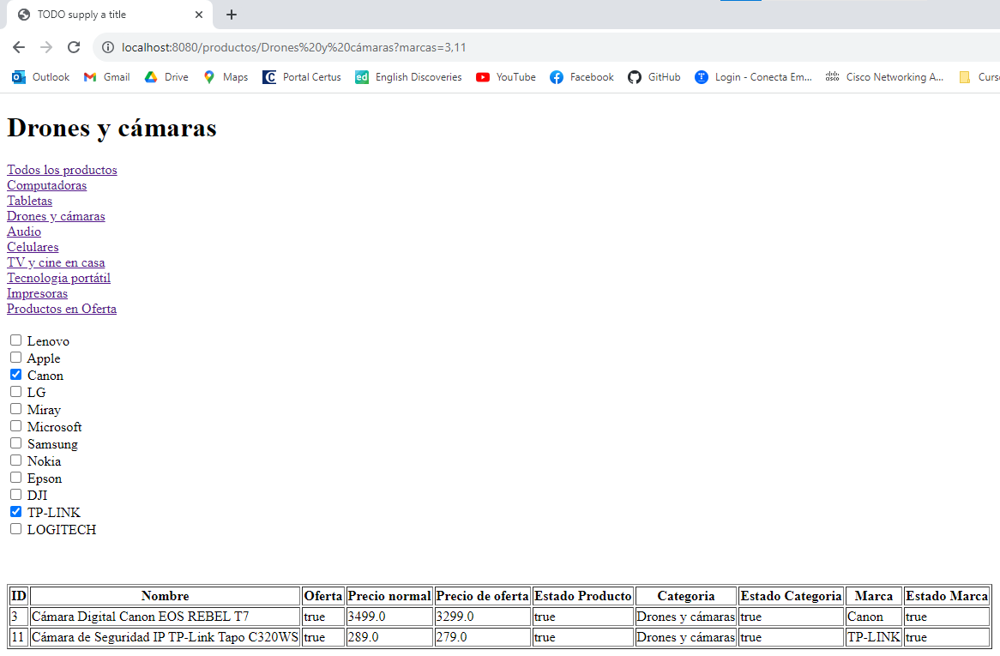 TODO supply a title
localhost:8080/productos/Drones%20y%20cámaras?marcas=3,11
Outlook Gmail Drive Maps C Portal Certus ed English Discoveries YouTube Facebook GitHub T Login - Conecta Em... cisco Cisco Networking A... Curs
Drones y cámaras
Todos los productos
Computadoras
Tabletas
Drones y cámaras
Audio
Celulares
TV y cine en casa
Tecnologia portátil
Impresoras
Productos en Oferta
Lenovo
Apple
Canon
LG
Miray
Microsoft
Samsung
Nokia
Epson
DJI
TP-LINK
LOGITECH
ID Nombre Oferta Precio normal Precio de oferta Estado Producto Categoria Estado Categoria Marca Estado Marca
3 Cámara Digital Canon EOS REBEL T7 true 3499.0 3299.0 true Drones y cámaras true Canon true
11 Cámara de Seguridad IP TP-Link Tapo C320WS true 289.0 279.0 true Drones y cámaras true TP-LINK true